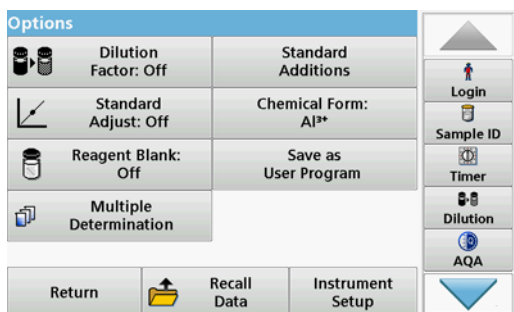 Options
Dilution
Factor: Off
Standard
Additions
Standard
Adjust: Off
Chemical Form:
Al³⁺
Reagent Blank:
Off
Save as
User Program
Multiple
Determination
Return
Recall
Data
Instrument
Setup
Login
Sample ID
Timer
Dilution
AQA